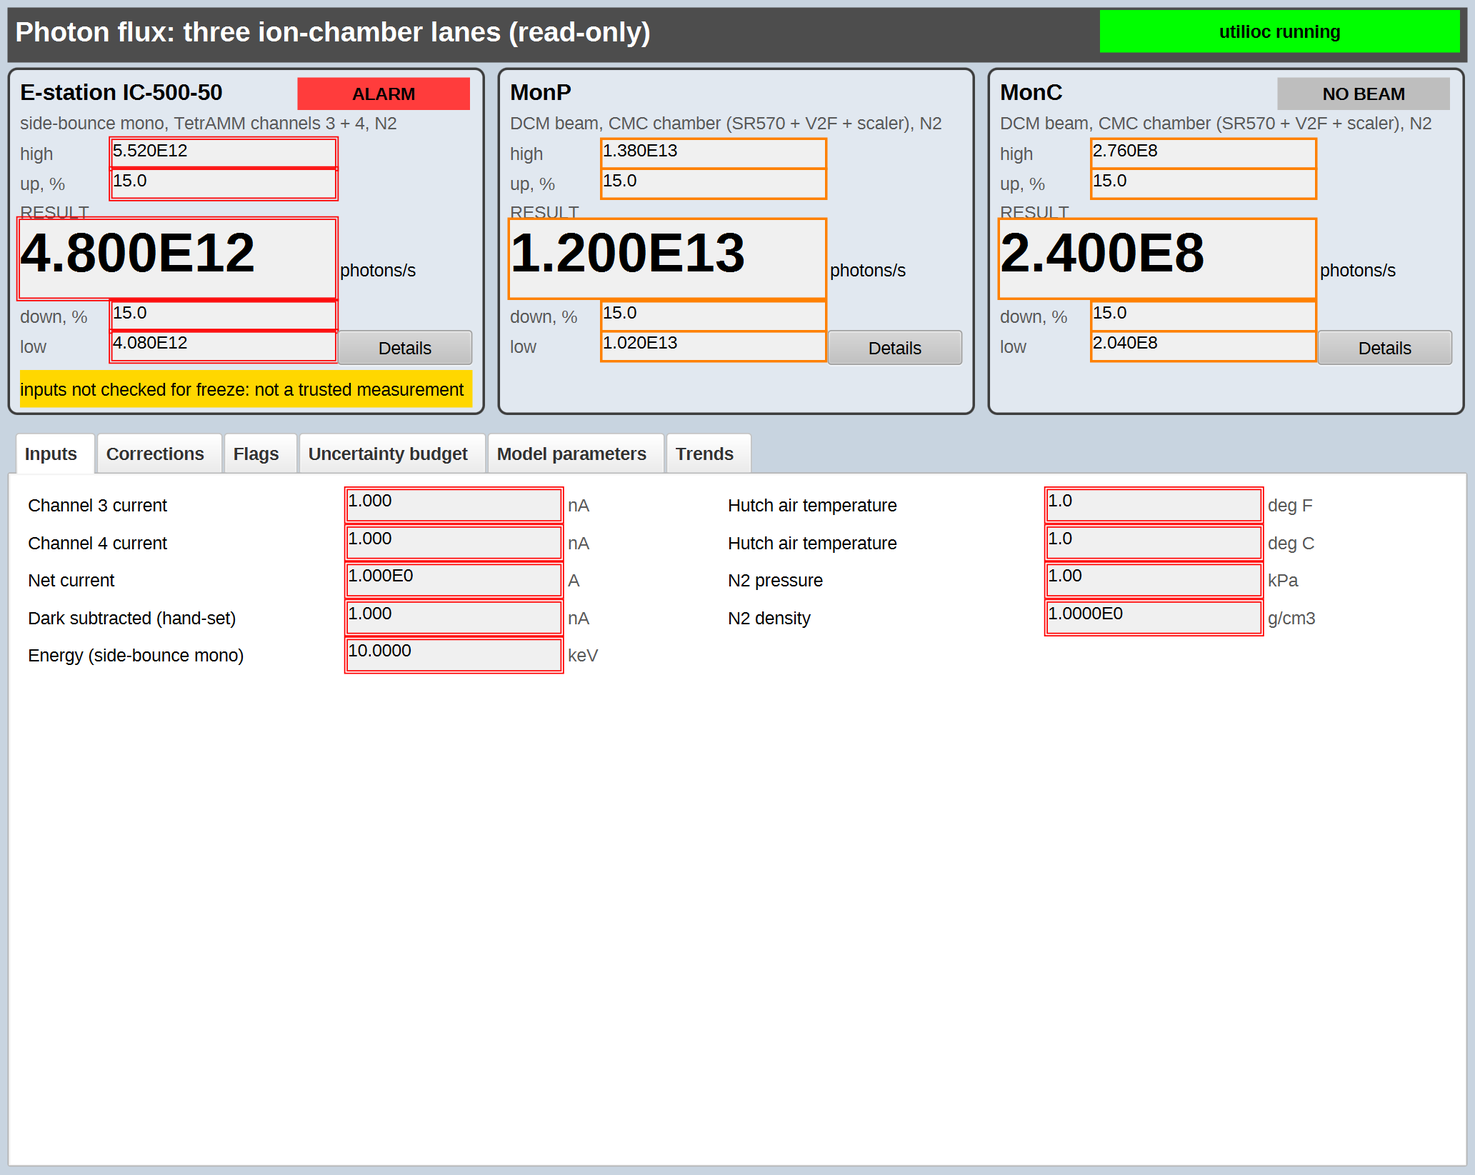 Photon flux: three ion-chamber lanes (read-only)
utilioc running
E-station IC-500-50
ALARM
side-bounce mono, TetrAMM channels 3 + 4, N2
high
5.520E12
up, %
15.0
RESULT
4.800E12
photons/s
down, %
15.0
low
4.080E12
Details
inputs not checked for freeze: not a trusted measurement
MonP
DCM beam, CMC chamber (SR570 + V2F + scaler), N2
high
1.380E13
up, %
15.0
RESULT
1.200E13
photons/s
down, %
15.0
low
1.020E13
Details
MonC
NO BEAM
DCM beam, CMC chamber (SR570 + V2F + scaler), N2
high
2.760E8
up, %
15.0
RESULT
2.400E8
photons/s
down, %
15.0
low
2.040E8
Details
Inputs
Corrections
Flags
Uncertainty budget
Model parameters
Trends
Channel 3 current
1.000
nA
Channel 4 current
1.000
nA
Net current
1.000E0
A
Dark subtracted (hand-set)
1.000
nA
Energy (side-bounce mono)
10.0000
keV
Hutch air temperature
1.0
deg F
Hutch air temperature
1.0
deg C
N2 pressure
1.00
kPa
N2 density
1.0000E0
g/cm3